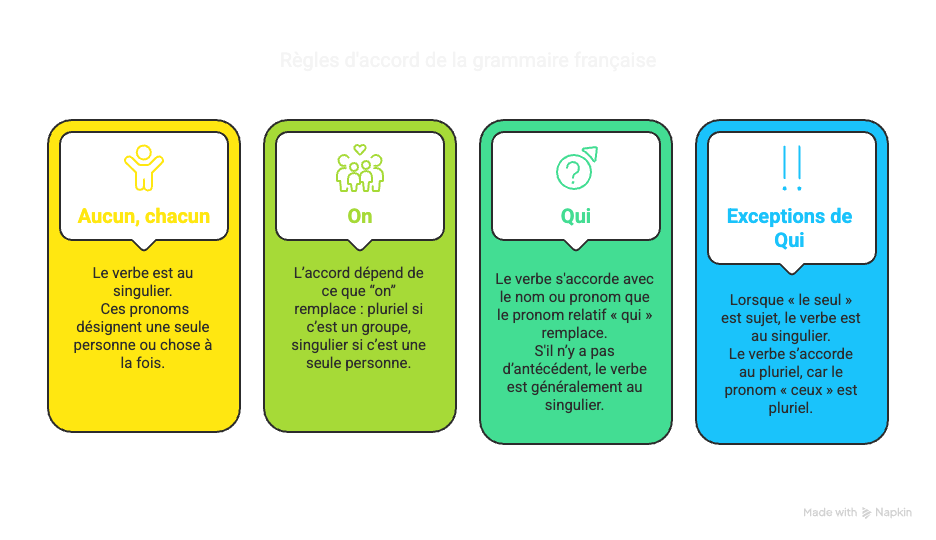 Règles d'accord de la grammaire française
Aucun, chacun
Le verbe est au
singulier.
Ces pronoms
désignent une seule
personne ou chose à
la fois.
On
L'accord dépend de
ce que "on"
remplace : pluriel si
c'est un groupe,
singulier si c'est une
seule personne.
Qui
Le verbe s'accorde avec
le nom ou pronom que
le pronom relatif « qui »
remplace.
S'il n'y a pas
d'antécédent, le verbe
est généralement au
singulier.
Exceptions de
Qui
Lorsque « le seul »
est sujet, le verbe est
au singulier.
Le verbe s'accorde
au pluriel, car le
pronom « ceux » est
pluriel.
Made with Napkin